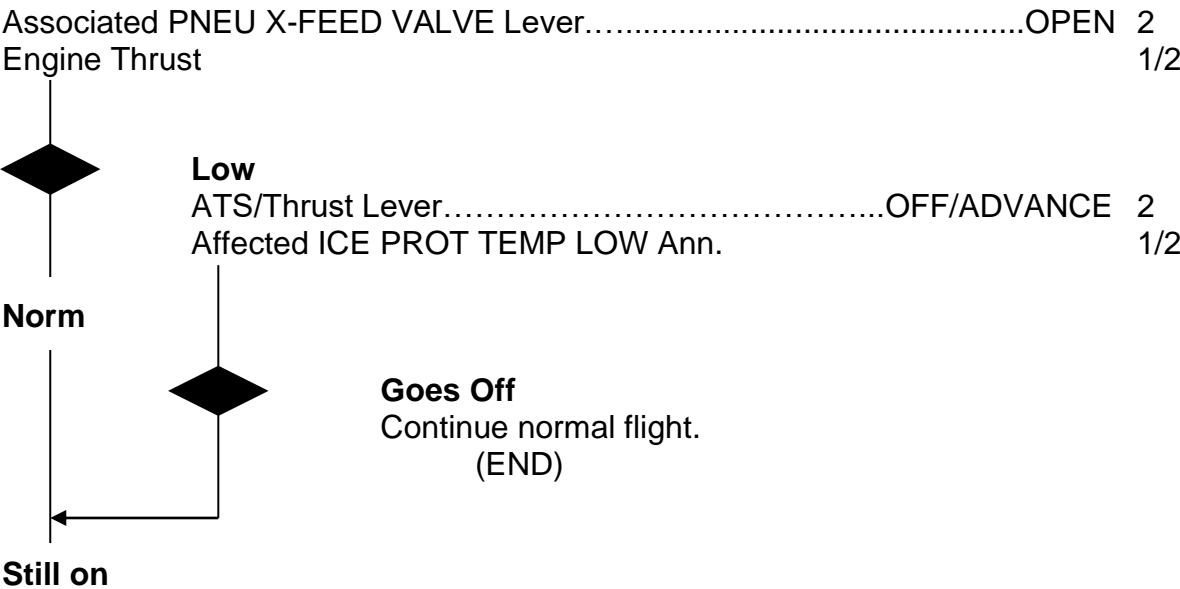 Associated PNEU X-FEED VALVE Lever…..............................................OPEN 2
Engine Thrust 1/2
Low
ATS/Thrust Lever…………………………………...OFF/ADVANCE 2
Affected ICE PROT TEMP LOW Ann. 1/2
Norm
Goes Off
Continue normal flight.
(END)
Still on